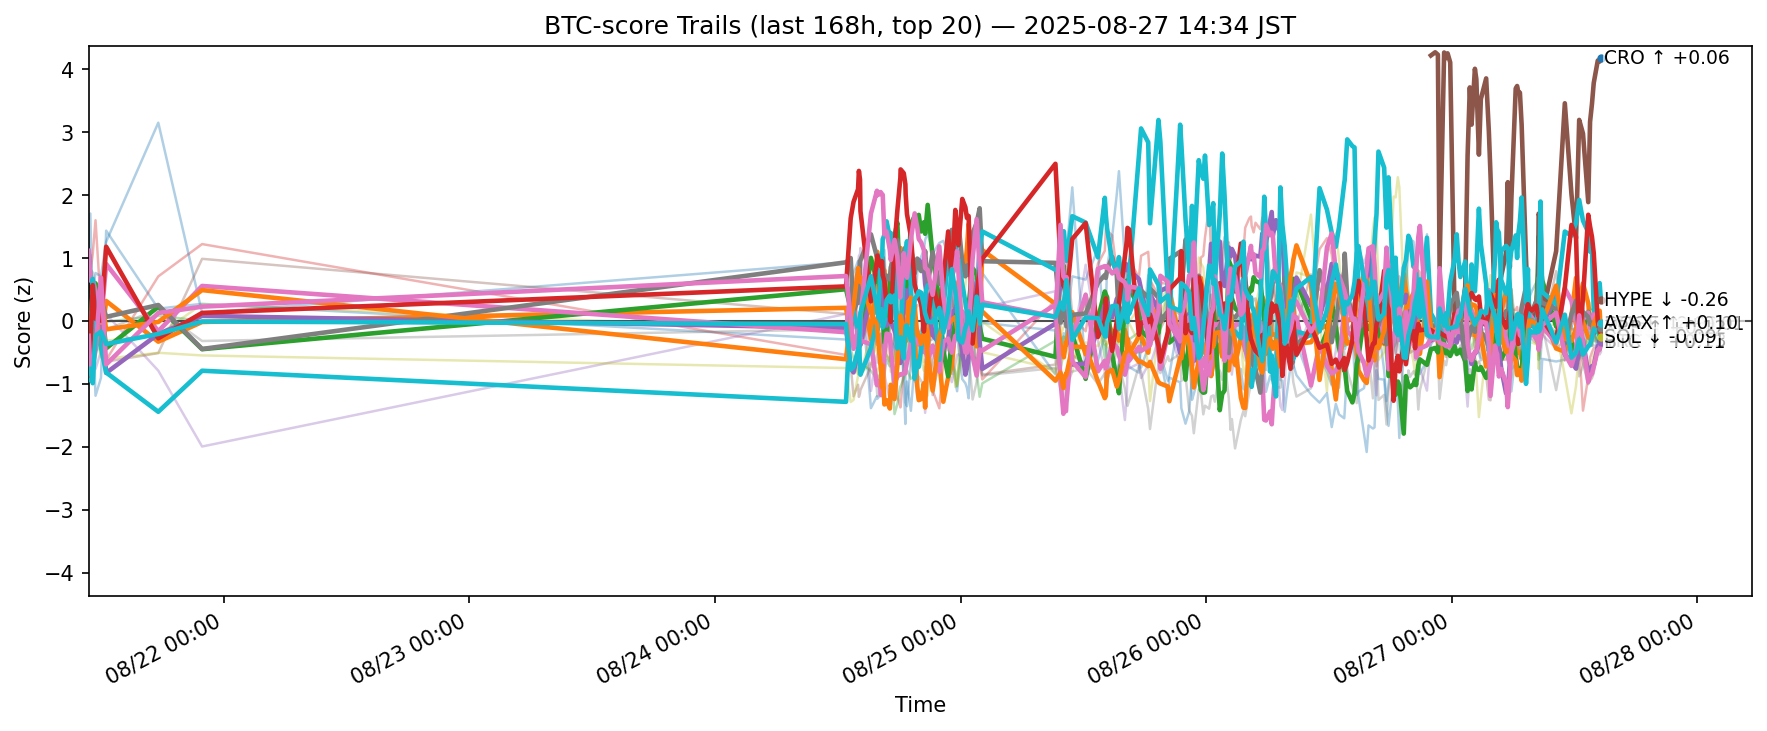 BTC-score Trails (last 168h, top 20) — 2025-08-27 14:34 JST
Score (z)
4
3
2
1
0
−1
−2
−3
−4
CRO ↑ +0.06
HYPE ↓ -0.26
AVAX ↑ +0.10
SOL ↓ -0.09
08/22 00:00
08/23 00:00
08/24 00:00
08/25 00:00
08/26 00:00
08/27 00:00
08/28 00:00
Time